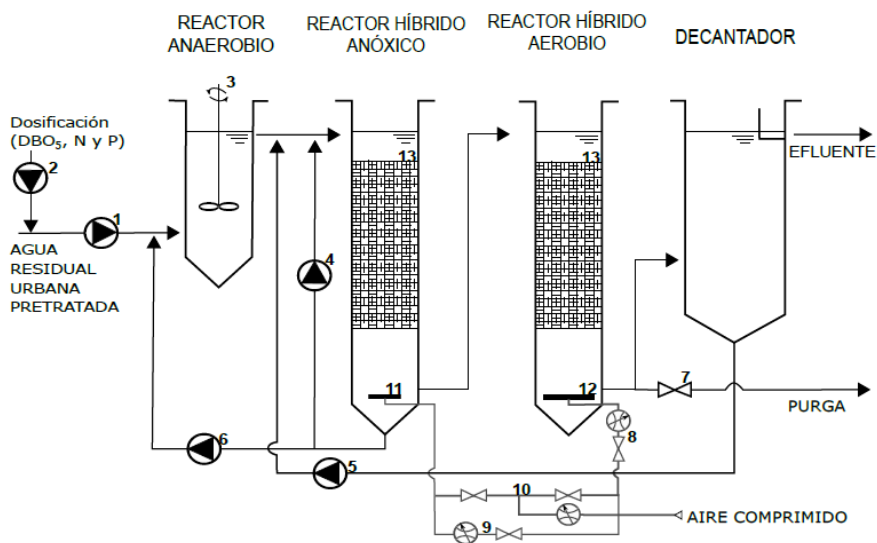 REACTOR
ANAEROBIO
REACTOR HÍBRIDO
ANÓXICO
REACTOR HÍBRIDO
AEROBIO
DECANTADOR
Dosificación
(DBO₅, N y P)
2
1
AGUA
RESIDUAL
URBANA
PRETRATADA
3
4
13
13
EFLUENTE
11
12
7
PURGA
8
6
5
10
9
AIRE COMPRIMIDO